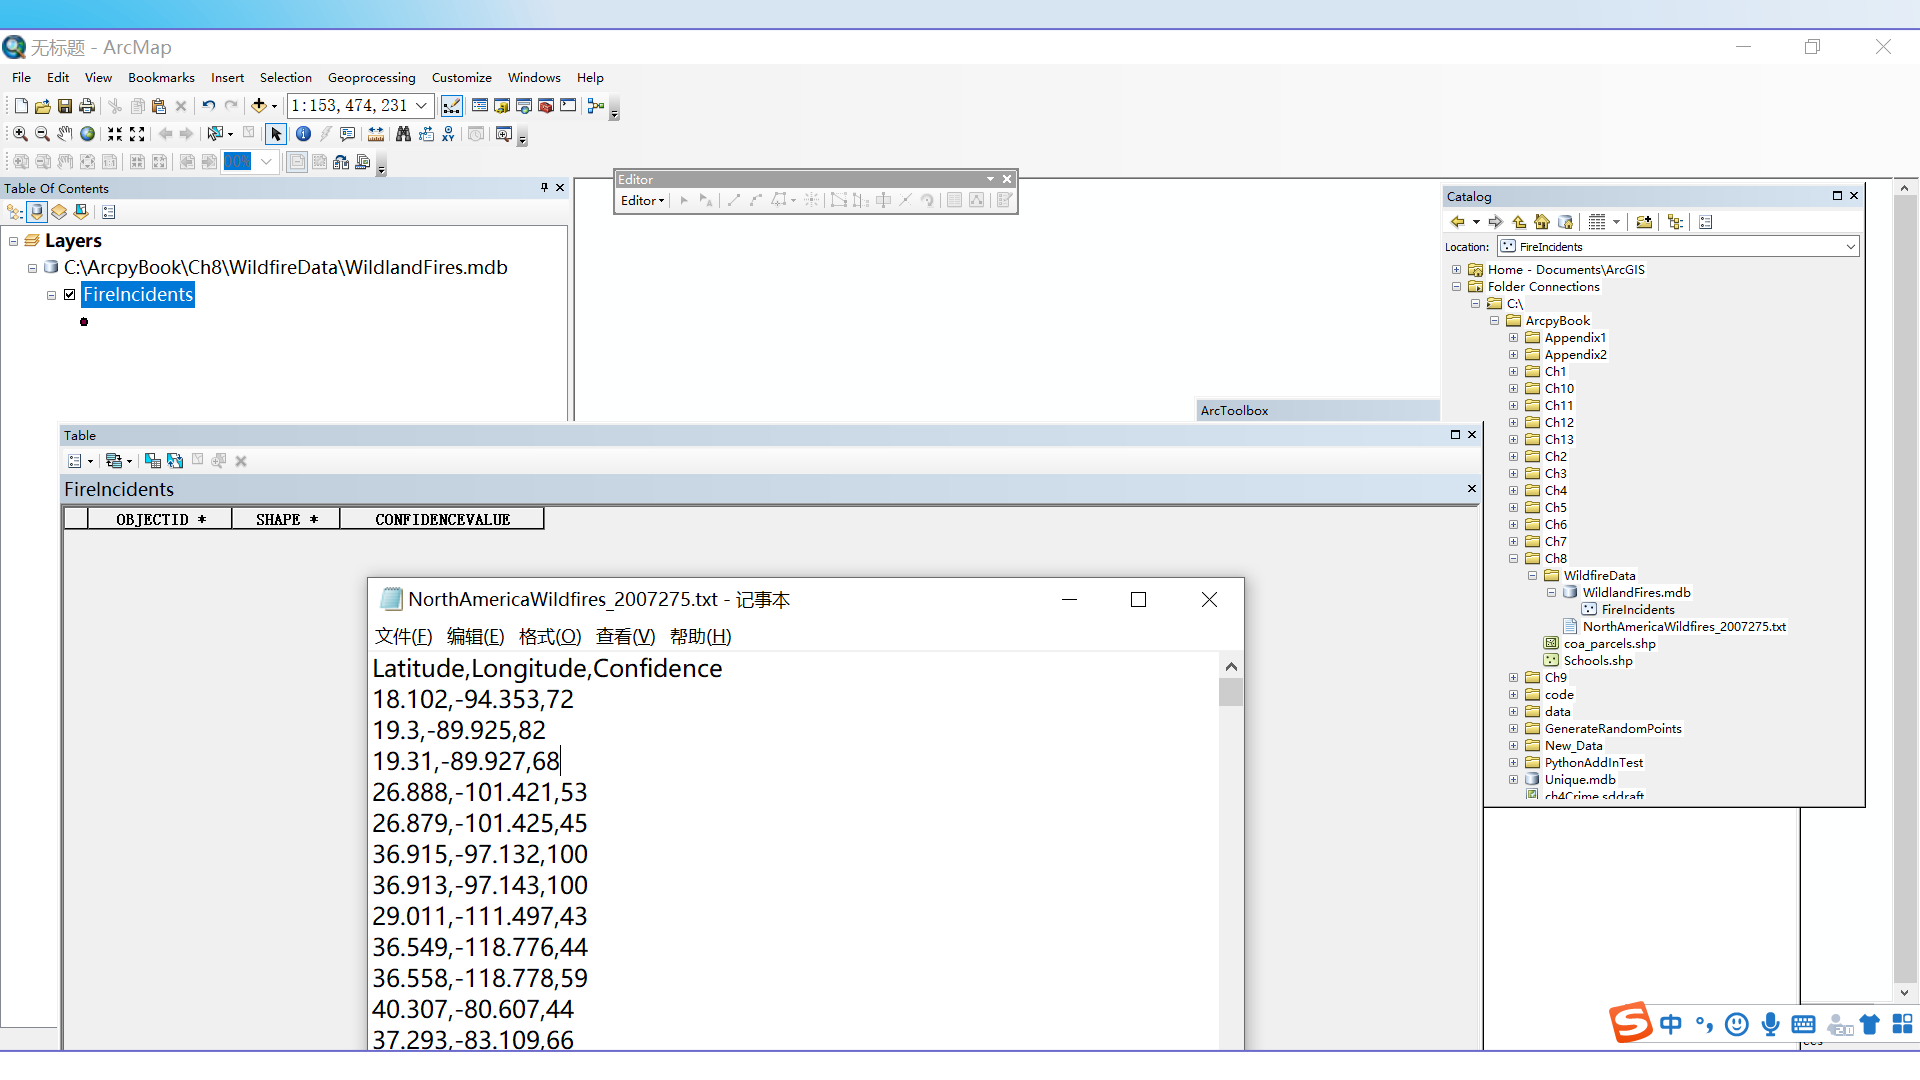 无标题 - ArcMap
File Edit View Bookmarks Insert Selection Geoprocessing Customize Windows Help
1:153,474,231
Table Of Contents
Layers
C:\ArcpyBook\Ch8\WildfireData\WildlandFires.mdb
FireIncidents
Editor
Editor
Catalog
Location: FireIncidents
Home - Documents\ArcGIS
Folder Connections
C:\
ArcpyBook
Appendix1
Appendix2
Ch1
Ch10
Ch11
Ch12
Ch13
Ch2
Ch3
Ch4
Ch5
Ch6
Ch7
Ch8
WildfireData
WildlandFires.mdb
FireIncidents
NorthAmericaWildfires_2007275.txt
coa_parcels.shp
Schools.shp
Ch9
code
data
GenerateRandomPoints
New_Data
PythonAddInTest
Unique.mdb
ch4Crime.sddraft
ArcToolbox
Table
FireIncidents
OBJECTID * SHAPE * CONFIDENCEVALUE
NorthAmericaWildfires_2007275.txt - 记事本
文件(F) 编辑(E) 格式(O) 查看(V) 帮助(H)
Latitude,Longitude,Confidence
18.102,-94.353,72
19.3,-89.925,82
19.31,-89.927,68
26.888,-101.421,53
26.879,-101.425,45
36.915,-97.132,100
36.913,-97.143,100
29.011,-111.497,43
36.549,-118.776,44
36.558,-118.778,59
40.307,-80.607,44
37.293,-83.109,66
中